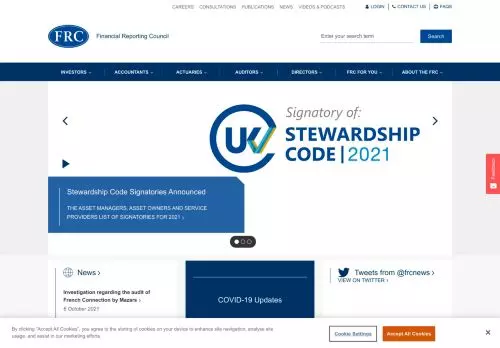 CAREERS CONSULTATIONS PUBLICATIONS NEWS VIDEOS & PODCASTS LOGIN CONTACT US FAQS
FRC Financial Reporting Council
Enter your search term Search
INVESTORS ACCOUNTANTS ACTUARIES AUDITORS DIRECTORS FRC FOR YOU ABOUT THE FRC
Signatory of:
UK STEWARDSHIP
CODE | 2021
Stewardship Code Signatories Announced
THE ASSET MANAGERS, ASSET OWNERS AND SERVICE
PROVIDERS LIST OF SIGNATORIES FOR 2021 ›
Feedback
News ›
Investigation regarding the audit of
French Connection by Mazars ›
6 October 2021
COVID-19 Updates
Tweets from @frcnews ›
VIEW ON TWITTER ›
By clicking "Accept All Cookies", you agree to the storing of cookies on your device to enhance site navigation, analyse site
usage, and assist in our marketing efforts.
Cookies Settings
Accept All Cookies